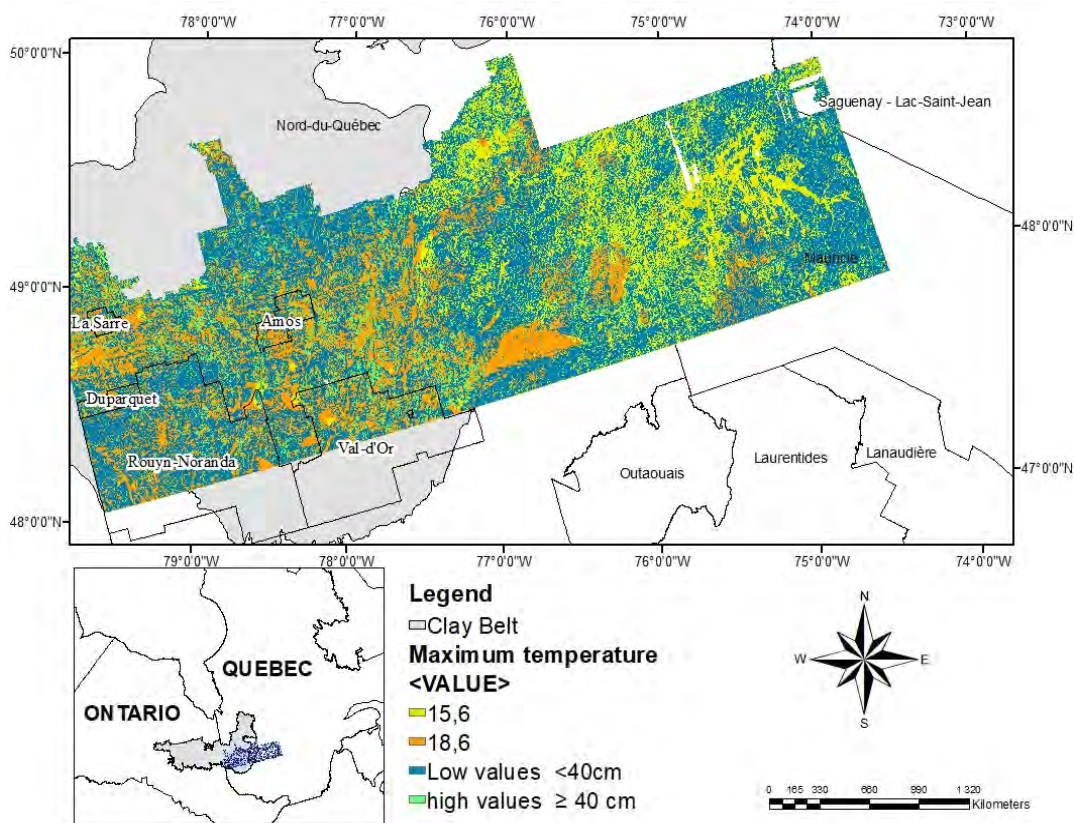 78°0'0"W 77°0'0"W 76°0'0"W 75°0'0"W 74°0'0"W 73°0'0"W
50°0'0"N
Saguenay - Lac-Saint-Jean
Nord-du-Québec
48°0'0"N
Mauricie
49°0'0"N
La Sarre
Amos
Duparquet
Val-d'Or
Rouyn-Noranda
Outaouais
Laurentides
Lanaudière
47°0'0"N
48°0'0"N
79°0'0"W 78°0'0"W 77°0'0"W 76°0'0"W 75°0'0"W 74°0'0"W
QUEBEC
ONTARIO
Legend
Clay Belt
Maximum temperature
<VALUE>
15,6
18,6
Low values <40cm
high values ≥ 40 cm
N
W E
S
0 165 330 660 990 1 320
Kilometers